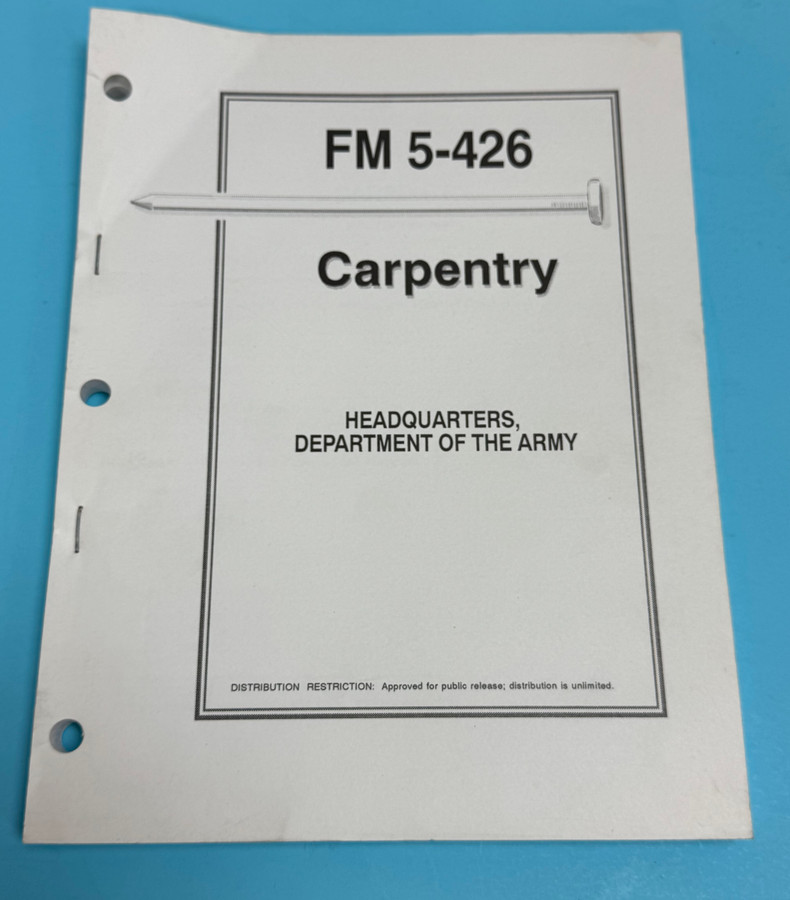 FM 5-426
Carpentry
HEADQUARTERS,
DEPARTMENT OF THE ARMY
DISTRIBUTION RESTRICTION: Approved for public release; distribution is unlimited.